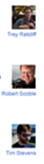 Trey Ratcliff
Robert Scoble
Tim Stevens